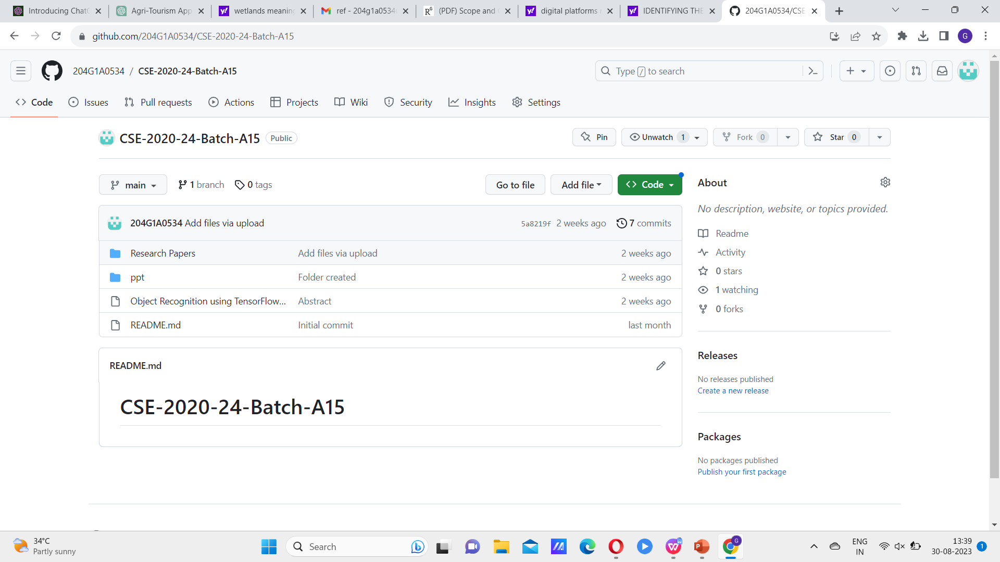 Introducing Chat
Agri-Tourism App
wetlands meaning
ref - 204g1a0534
(PDF) Scope and
digital platforms
IDENTIFYING THE
204G1A0534/CSE
github.com/204G1A0534/CSE-2020-24-Batch-A15
G
204G1A0534 / CSE-2020-24-Batch-A15
Type / to search
Code
Issues
Pull requests
Actions
Projects
Wiki
Security
Insights
Settings
CSE-2020-24-Batch-A15 Public
Pin
Unwatch 1
Fork 0
Star 0
main
1 branch
0 tags
Go to file
Add file
Code
204G1A0534 Add files via upload
5a8219f 2 weeks ago 7 commits
Research Papers Add files via upload 2 weeks ago
ppt Folder created 2 weeks ago
Object Recognition using TensorFlow... Abstract 2 weeks ago
README.md Initial commit last month
README.md
CSE-2020-24-Batch-A15
About
No description, website, or topics provided.
Readme
Activity
0 stars
1 watching
0 forks
Releases
No releases published
Create a new release
Packages
No packages published
Publish your first package
34°C
Partly sunny
Search
G
ENG
IN
13:39
30-08-2023
1